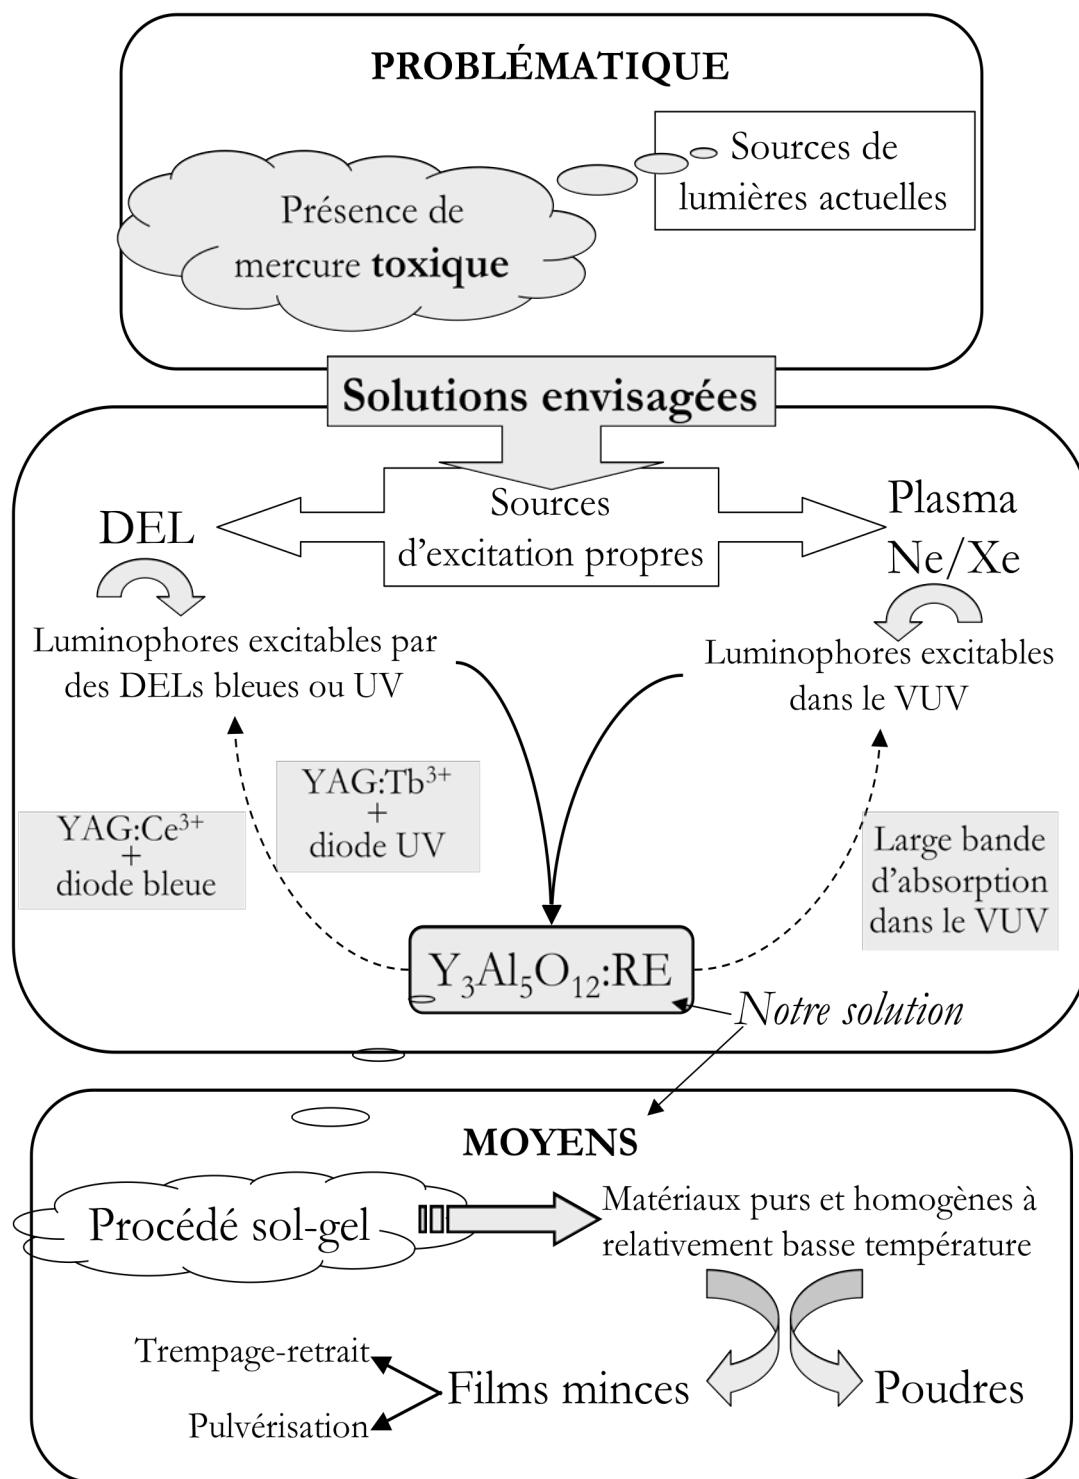 PROBLÉMATIQUE
Sources de
lumières actuelles
Présence de
mercure toxique
Solutions envisagées
Sources
d'excitation propres
DEL
Plasma
Ne/Xe
Luminophores excitables par
des DELs bleues ou UV
Luminophores excitables
dans le VUV
YAG:Tb³⁺
+
diode UV
YAG:Ce³⁺
+
diode bleue
Large bande
d'absorption
dans le VUV
Y₃Al₅O₁₂:RE
Notre solution
MOYENS
Procédé sol-gel
Matériaux purs et homogènes à
relativement basse température
Trempage-retrait
Films minces
Poudres
Pulvérisation